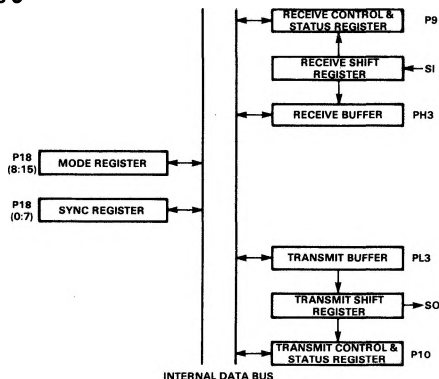 RECEIVE CONTROL &
STATUS REGISTER
P9
RECEIVE SHIFT
REGISTER
SI
RECEIVE BUFFER
PH3
P18
(8:15)
MODE REGISTER
P18
(0:7)
SYNC REGISTER
TRANSMIT BUFFER
PL3
TRANSMIT SHIFT
REGISTER
SO
TRANSMIT CONTROL &
STATUS REGISTER
P10
INTERNAL DATA BUS